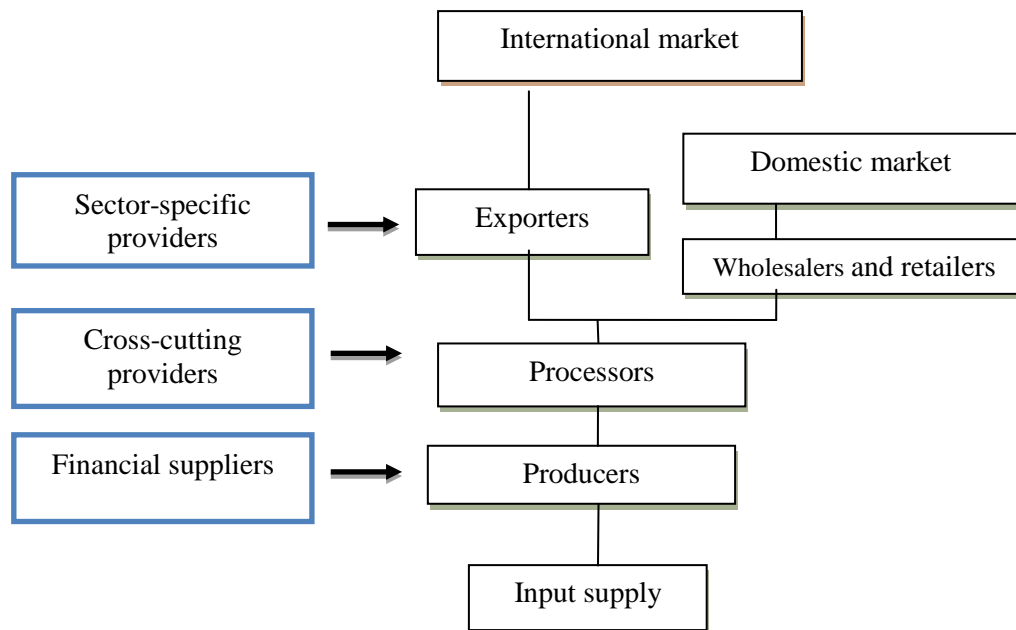 International market
Domestic market
Sector-specific
providers
Exporters
Wholesalers and retailers
Cross-cutting
providers
Processors
Financial suppliers
Producers
Input supply